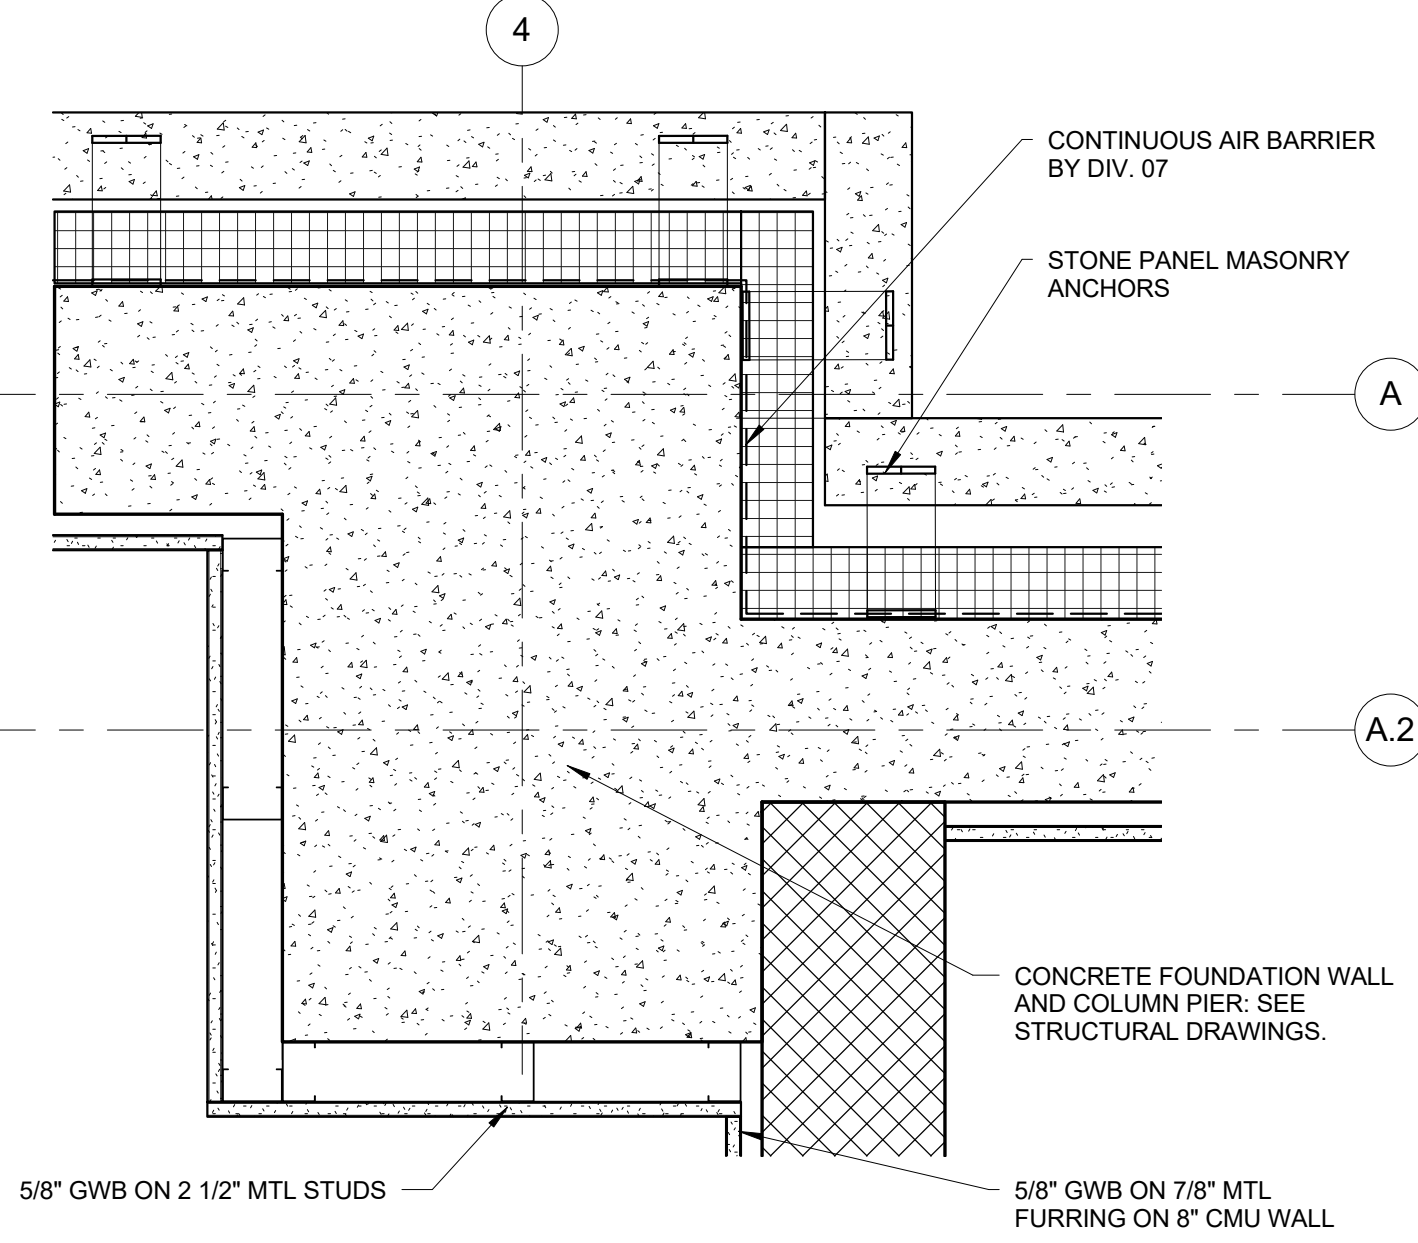 4
CONTINUOUS AIR BARRIER
BY DIV. 07
STONE PANEL MASONRY
ANCHORS
A
A.2
CONCRETE FOUNDATION WALL
AND COLUMN PIER: SEE
STRUCTURAL DRAWINGS.
5/8" GWB ON 2 1/2" MTL STUDS
5/8" GWB ON 7/8" MTL
FURRING ON 8" CMU WALL